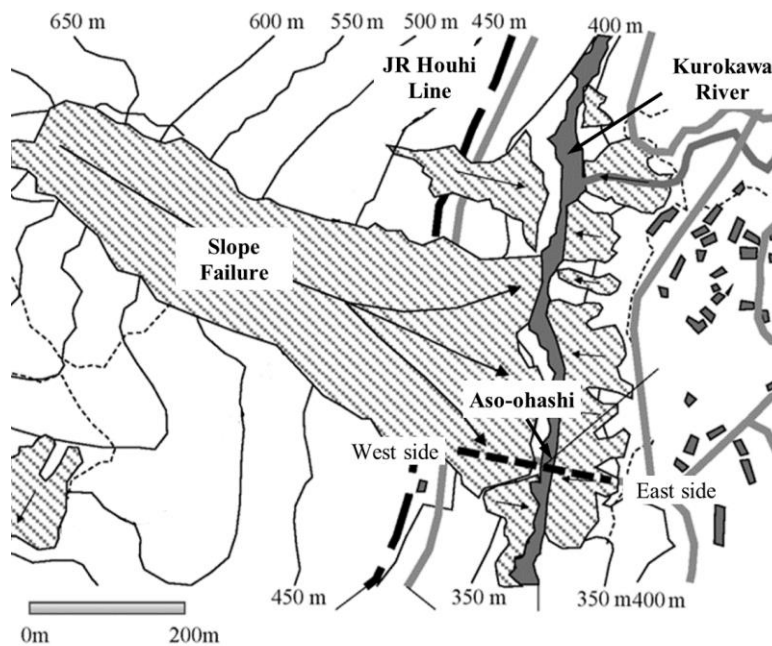 650 m
600 m
550 m
500 m
450 m
400 m
JR Houhi
Line
Kurokawa
River
Slope
Failure
Aso-ohashi
West side
East side
450 m
350 m
350 m400 m
0m
200m